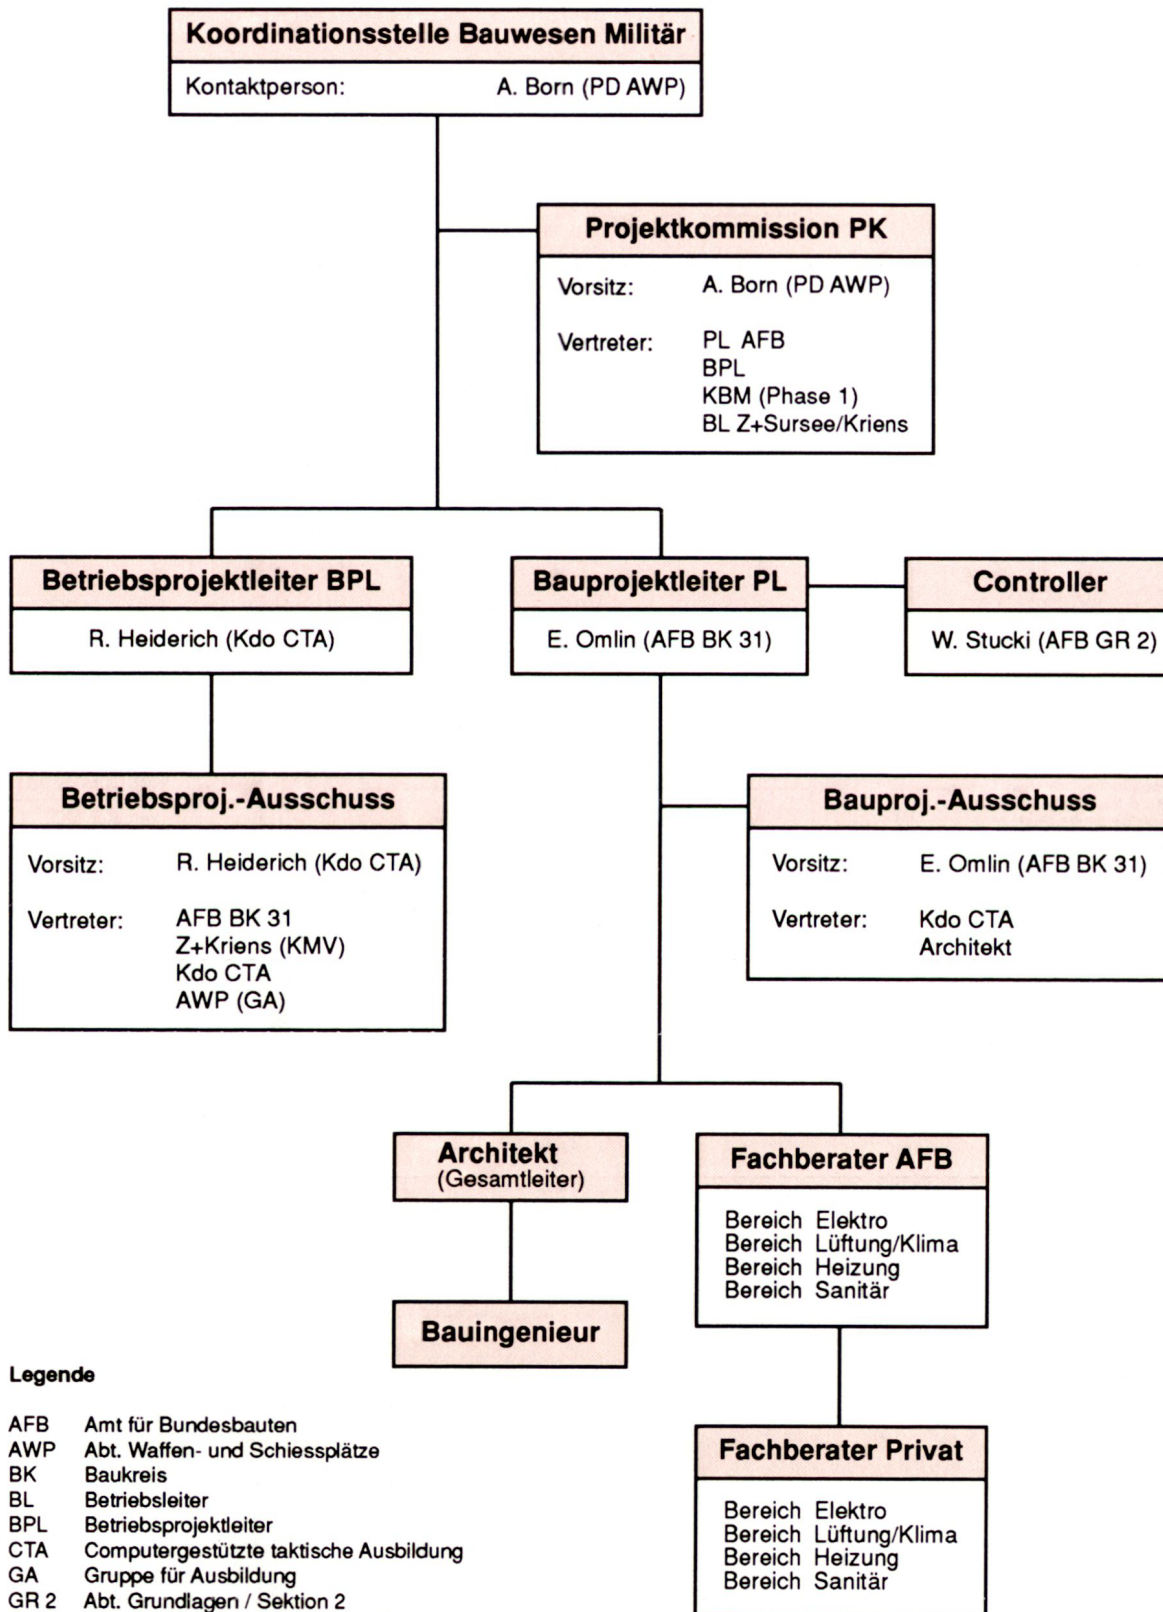 Koordinationsstelle Bauwesen Militär
Kontaktperson: A. Born (PD AWP)
Projektkommission PK
Vorsitz: A. Born (PD AWP)
Vertreter: PL AFB
BPL
KBM (Phase 1)
BL Z+Sursee/Kriens
Betriebsprojektleiter BPL
R. Heiderich (Kdo CTA)
Bauprojektleiter PL
E. Omlin (AFB BK 31)
Controller
W. Stucki (AFB GR 2)
Betriebsproj.-Ausschuss
Vorsitz: R. Heiderich (Kdo CTA)
Vertreter: AFB BK 31
Z+Kriens (KMV)
Kdo CTA
AWP (GA)
Bauproj.-Ausschuss
Vorsitz: E. Omlin (AFB BK 31)
Vertreter: Kdo CTA
Architekt
Architekt
(Gesamtleiter)
Bauingenieur
Fachberater AFB
Bereich Elektro
Bereich Lüftung/Klima
Bereich Heizung
Bereich Sanitär
Fachberater Privat
Bereich Elektro
Bereich Lüftung/Klima
Bereich Heizung
Bereich Sanitär
Legende
AFB Amt für Bundesbauten
AWP Abt. Waffen- und Schiessplätze
BK Baukreis
BL Betriebsleiter
BPL Betriebsprojektleiter
CTA Computergestützte taktische Ausbildung
GA Gruppe für Ausbildung
GR 2 Abt. Grundlagen / Sektion 2